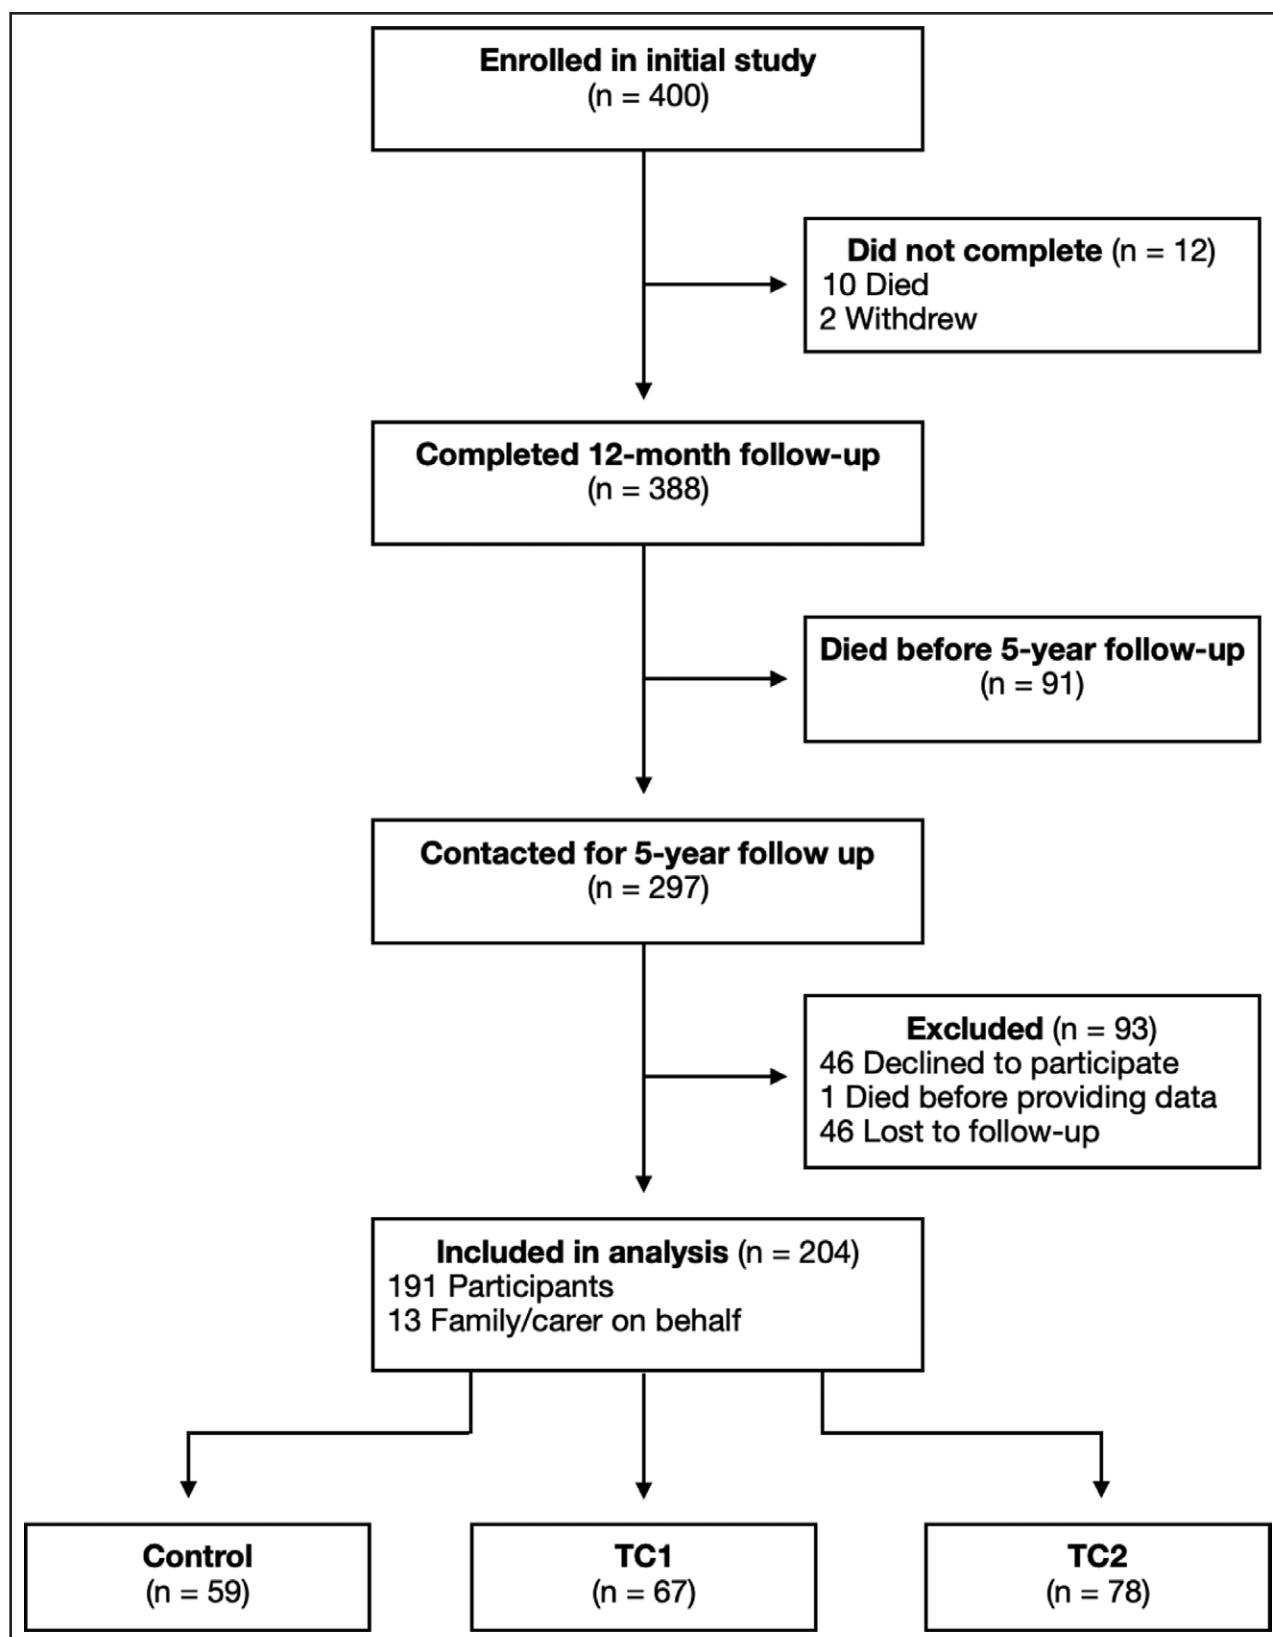 Enrolled in initial study
(n = 400)
Did not complete (n = 12)
10 Died
2 Withdrew
Completed 12-month follow-up
(n = 388)
Died before 5-year follow-up
(n = 91)
Contacted for 5-year follow up
(n = 297)
Excluded (n = 93)
46 Declined to participate
1 Died before providing data
46 Lost to follow-up
Included in analysis (n = 204)
191 Participants
13 Family/carer on behalf
Control
(n = 59)
TC1
(n = 67)
TC2
(n = 78)